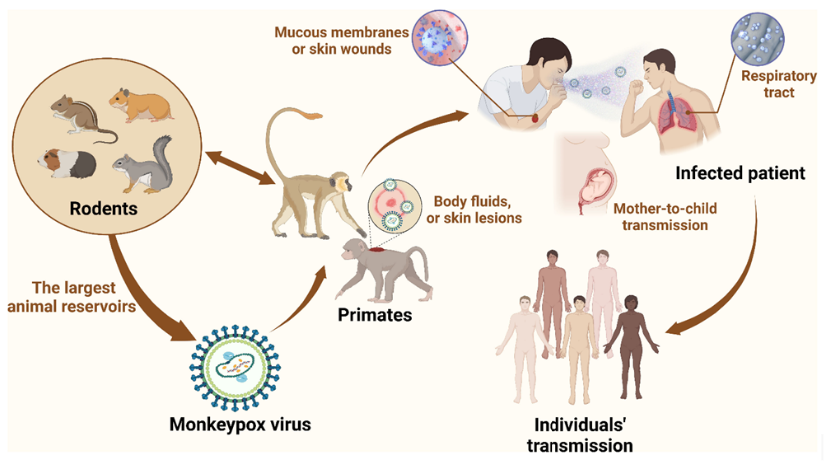 Mucous membranes
or skin wounds
Respiratory
tract
Infected patient
Rodents
Body fluids,
or skin lesions
Mother-to-child
transmission
The largest
animal reservoirs
Primates
Monkeypox virus
Individuals'
transmission